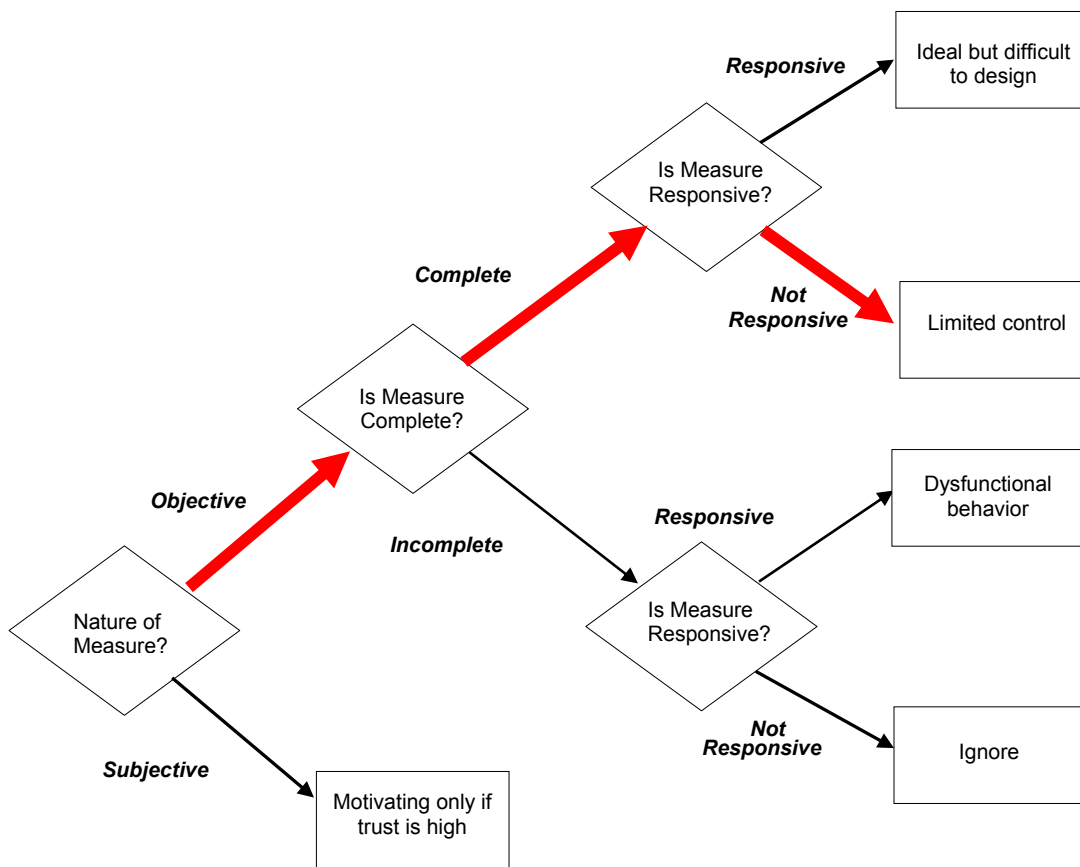 Responsive
Ideal but difficult
to design
Is Measure
Responsive?
Complete
Not
Responsive
Limited control
Is Measure
Complete?
Objective
Incomplete
Responsive
Dysfunctional
behavior
Nature of
Measure?
Is Measure
Responsive?
Not
Responsive
Ignore
Subjective
Motivating only if
trust is high